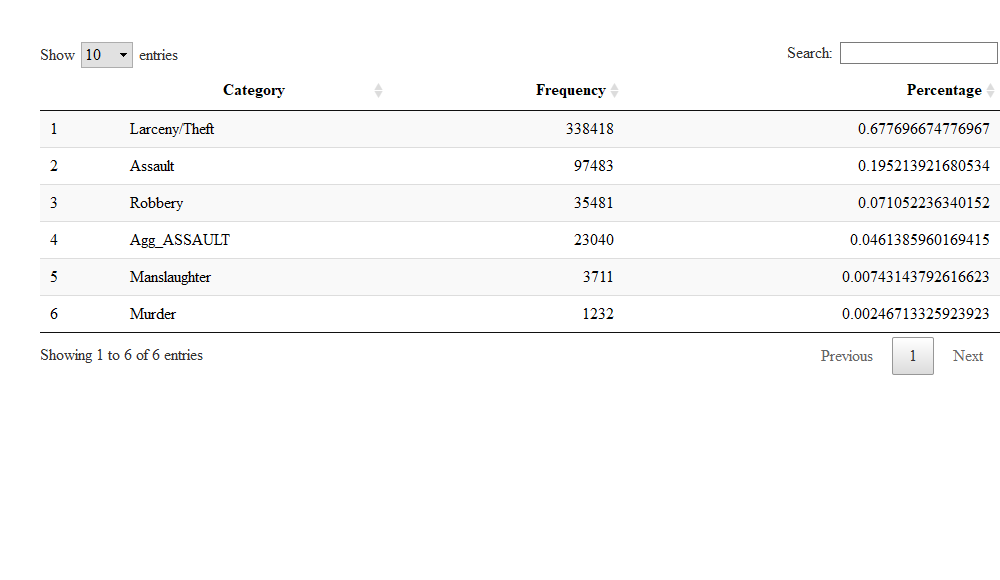 Show 10 entries Search:
Category Frequency Percentage
1 Larceny/Theft 338418 0.677696674776967
2 Assault 97483 0.195213921680534
3 Robbery 35481 0.071052236340152
4 Agg_ASSAULT 23040 0.0461385960169415
5 Manslaughter 3711 0.00743143792616623
6 Murder 1232 0.00246713325923923
Showing 1 to 6 of 6 entries Previous 1 Next